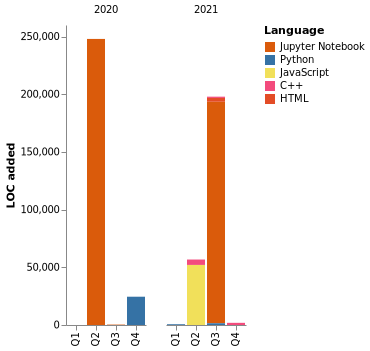 2020 2021
Language
Jupyter Notebook
Python
JavaScript
C++
HTML
LOC added
250,000
200,000
150,000
100,000
50,000
0
Q1 Q2 Q3 Q4 Q1 Q2 Q3 Q4